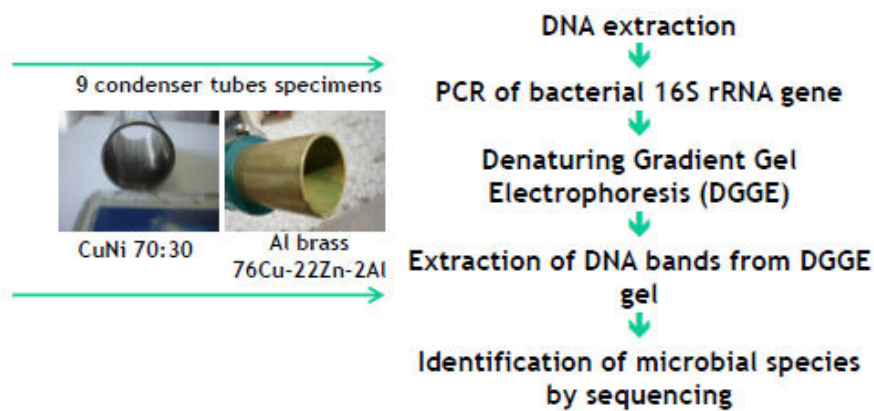 9 condenser tubes specimens
CuNi 70:30
Al brass
76Cu-22Zn-2Al
DNA extraction
PCR of bacterial 16S rRNA gene
Denaturing Gradient Gel
Electrophoresis (DGGE)
Extraction of DNA bands from DGGE
gel
Identification of microbial species
by sequencing